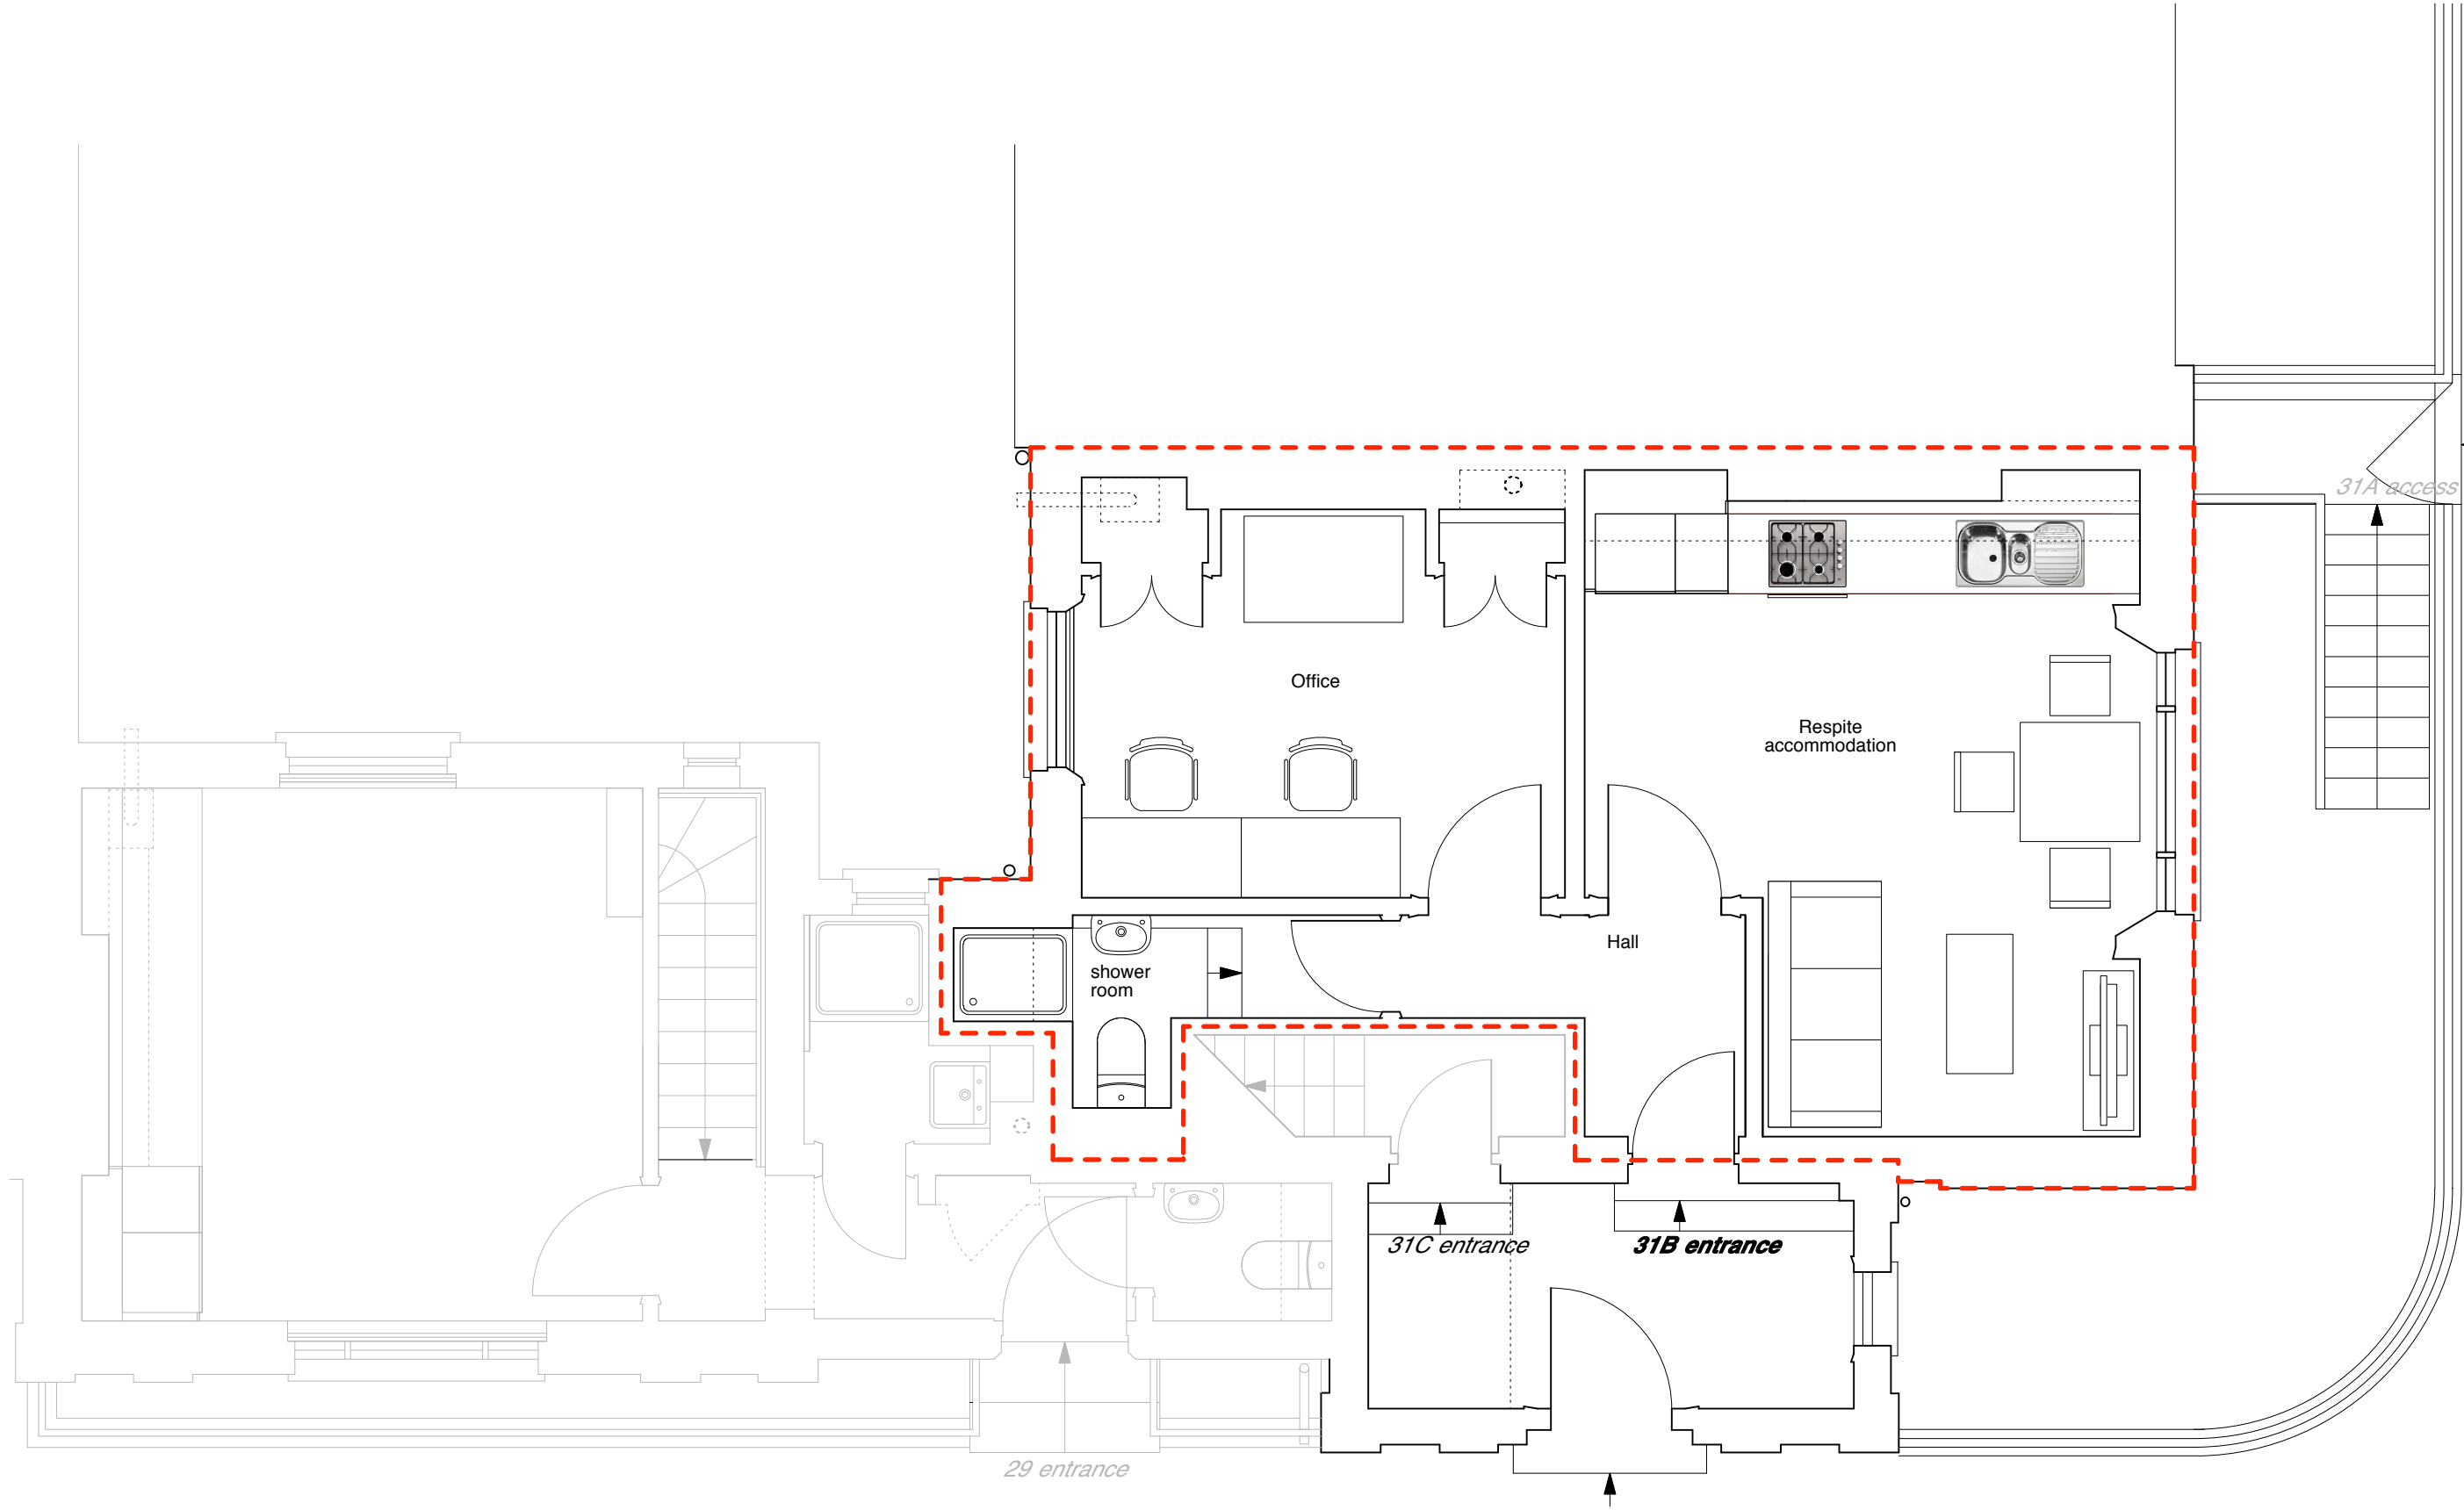 31A access
Office
Respite
accommodation
Hall
shower
room
31C entrance
31B entrance
29 entrance